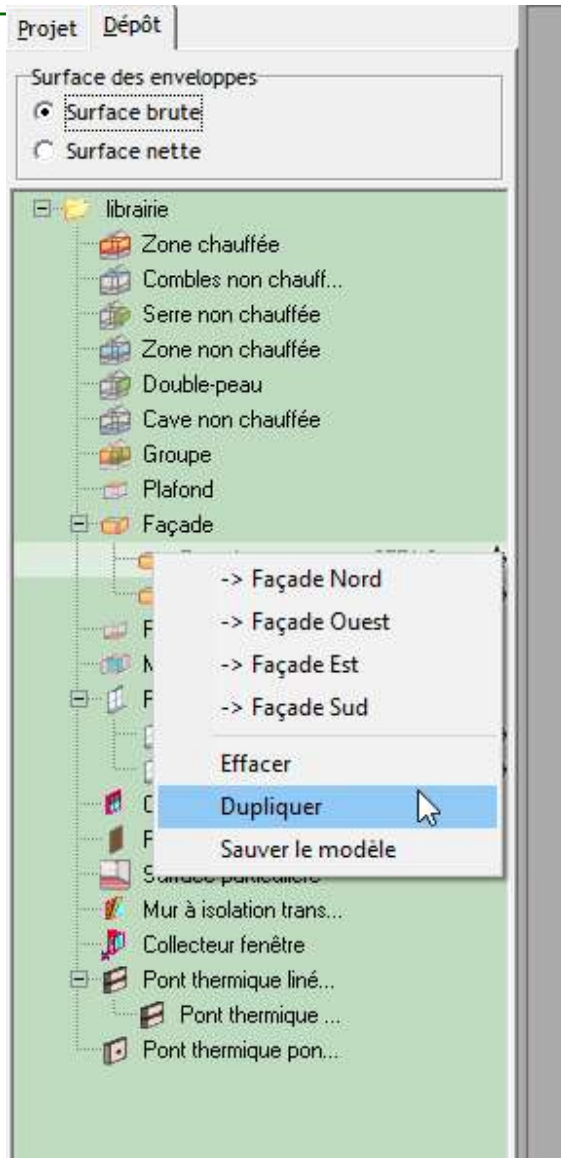 Projet Dépôt
Surface des enveloppes
Surface brute
Surface nette
librairie
Zone chauffée
Combles non chauff...
Serre non chauffée
Zone non chauffée
Double-peau
Cave non chauffée
Groupe
Plafond
Façade
-> Façade Nord
-> Façade Ouest
-> Façade Est
-> Façade Sud
Effacer
Dupliquer
Sauver le modèle
Mur à isolation trans...
Collecteur fenêtre
Pont thermique liné...
Pont thermique ...
Pont thermique pon...